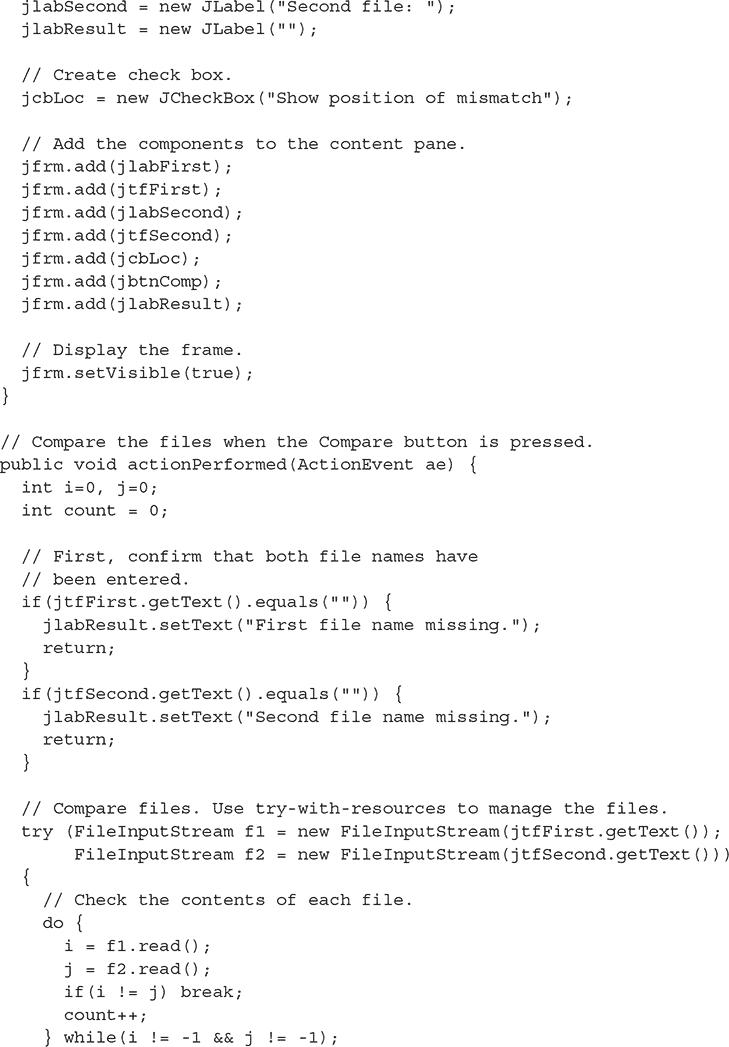 jlabSecond = new JLabel("Second file: ");
jlabResult = new JLabel("");

// Create check box.
jcbLoc = new JCheckBox("Show position of mismatch");

// Add the components to the content pane.
jfrm.add(jlabFirst);
jfrm.add(jtfFirst);
jfrm.add(jlabSecond);
jfrm.add(jtfSecond);
jfrm.add(jcbLoc);
jfrm.add(jbtnComp);
jfrm.add(jlabResult);

// Display the frame.
jfrm.setVisible(true);
}

// Compare the files when the Compare button is pressed.
public void actionPerformed(ActionEvent ae) {
  int i=0, j=0;
  int count = 0;

  // First, confirm that both file names have
  // been entered.
  if(jtfFirst.getText().equals("")) {
    jlabResult.setText("First file name missing.");
    return;
  }
  if(jtfSecond.getText().equals("")) {
    jlabResult.setText("Second file name missing.");
    return;
  }

  // Compare files. Use try-with-resources to manage the files.
  try (FileInputStream f1 = new FileInputStream(jtfFirst.getText());
       FileInputStream f2 = new FileInputStream(jtfSecond.getText()))
  {
    // Check the contents of each file.
    do {
      i = f1.read();
      j = f2.read();
      if(i != j) break;
      count++;
    } while(i != -1 && j != -1);